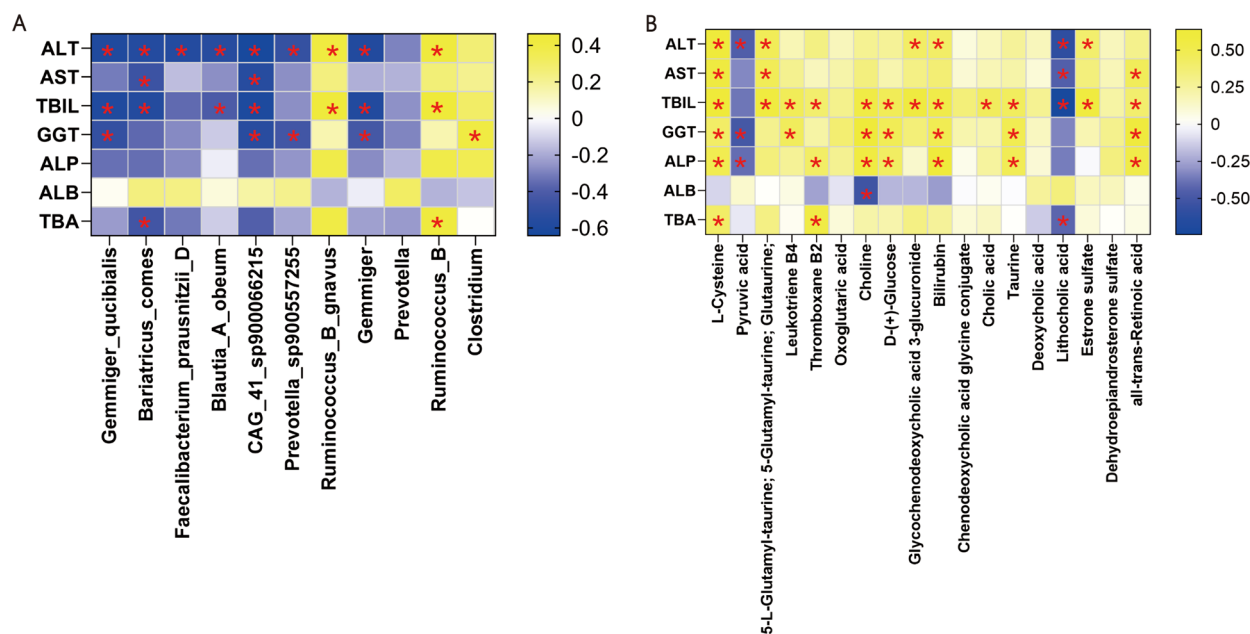 A
ALT
AST
TBIL
GGT
ALP
ALB
TBA
* * * * * * * * *
* *
* * * * * * *
* * * * *
* *
0.4
0.2
0
-0.2
-0.4
-0.6
Gemmiger_qucibialis
Bariatricus_comes
Faecalibacterium_prausnitzii_D
Blautia_A_obeum
CAG_41_sp900066215
Prevotella_sp900557255
Ruminococcus_B_gnavus
Gemmiger
Prevotella
Ruminococcus_B
Clostridium
B
ALT
AST
TBIL
GGT
ALP
ALB
TBA
* * * * * * *
* * * *
* * * * * * * * * * * * *
* * * * * * * *
* * * * * * * *
*
* * *
0.50
0.25
0
-0.25
-0.50
L-Cysteine
Pyruvic acid
5-L-Glutamyl-taurine; 5-Glutamyl-taurine; Glutaurine;
Leukotriene B4
Thromboxane B2
Oxoglutaric acid
Choline
D-(+)-Glucose
Glycochenodeoxycholic acid 3-glucuronide
Bilirubin
Chenodeoxycholic acid glycine conjugate
Cholic acid
Taurine
Deoxycholic acid
Lithocholic acid
Estrone sulfate
Dehydroepiandrosterone sulfate
all-trans-Retinoic acid